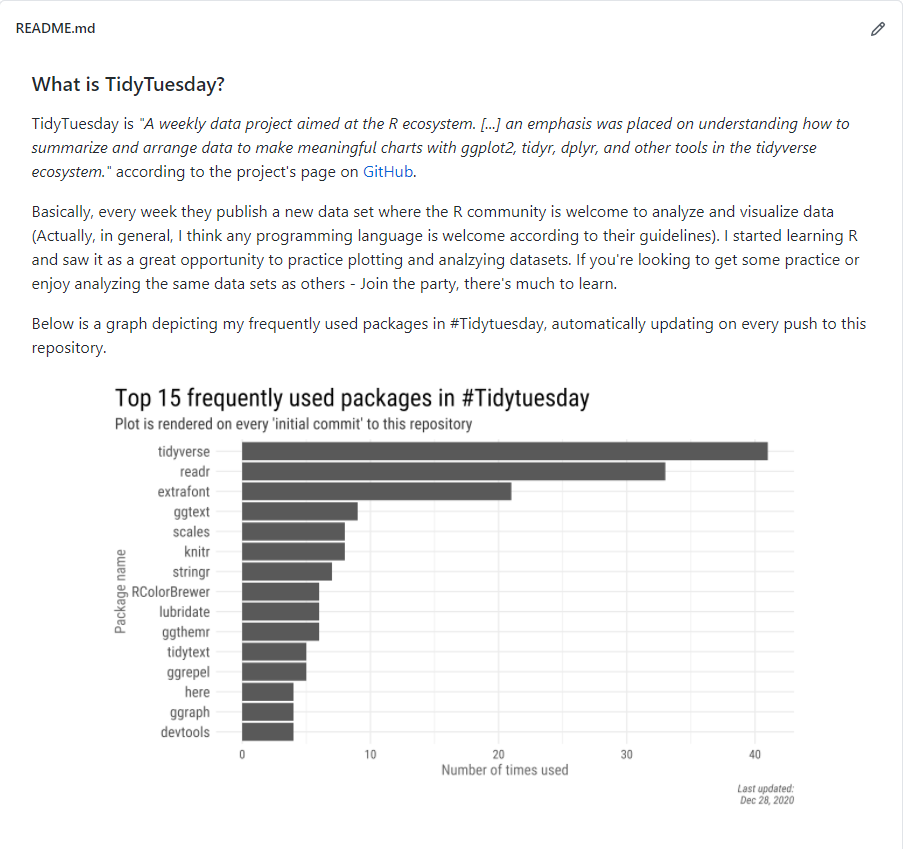 README.md
What is TidyTuesday?
TidyTuesday is "A weekly data project aimed at the R ecosystem. [...] an emphasis was placed on understanding how to
summarize and arrange data to make meaningful charts with ggplot2, tidyr, dplyr, and other tools in the tidyverse
ecosystem." according to the project's page on GitHub.
Basically, every week they publish a new data set where the R community is welcome to analyze and visualize data
(Actually, in general, I think any programming language is welcome according to their guidelines). I started learning R
and saw it as a great opportunity to practice plotting and analzying datasets. If you're looking to get some practice or
enjoy analyzing the same data sets as others - Join the party, there's much to learn.
Below is a graph depicting my frequently used packages in #Tidytuesday, automatically updating on every push to this
repository.
Top 15 frequently used packages in #Tidytuesday
Plot is rendered on every 'initial commit' to this repository
Package name
tidyverse
readr
extrafont
ggtext
scales
knitr
stringr
RColorBrewer
lubridate
ggthemr
tidytext
ggrepel
here
ggraph
devtools
0 10 20 30 40
Number of times used
Last updated:
Dec 28, 2020